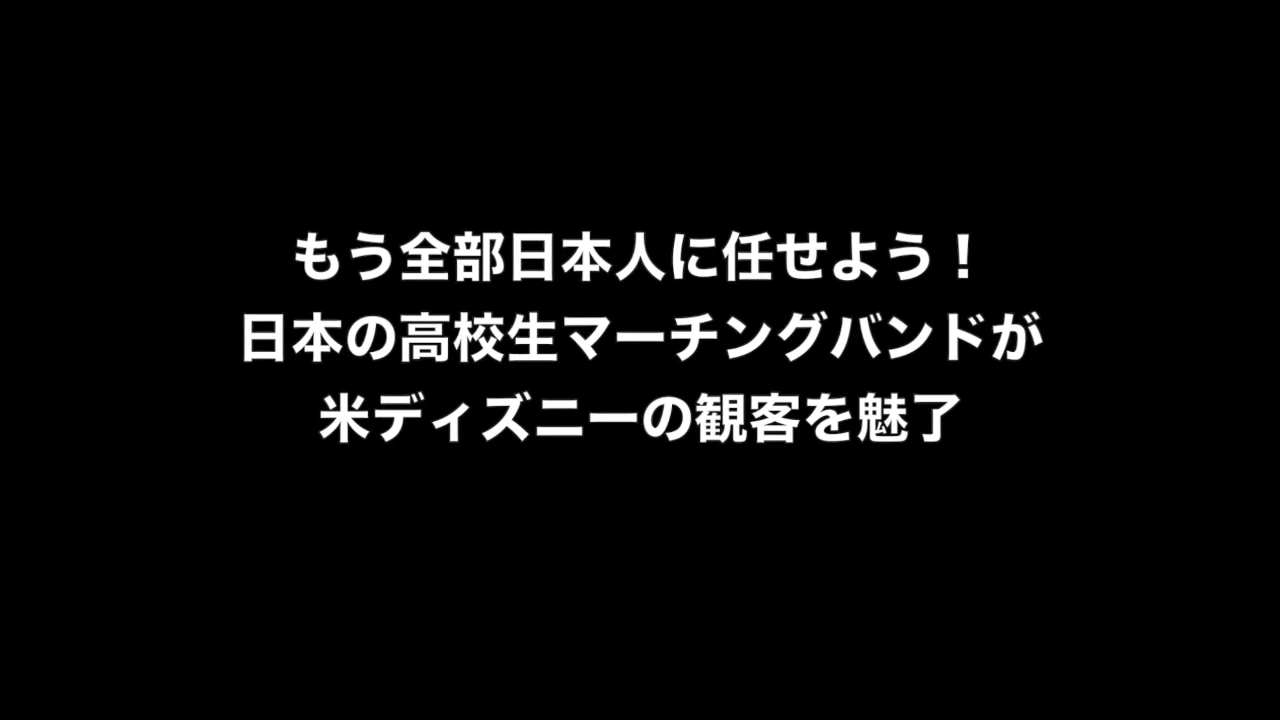 もう全部日本人に任せよう！
日本の高校生マーチングバンドが
米ディズニーの観客を魅了